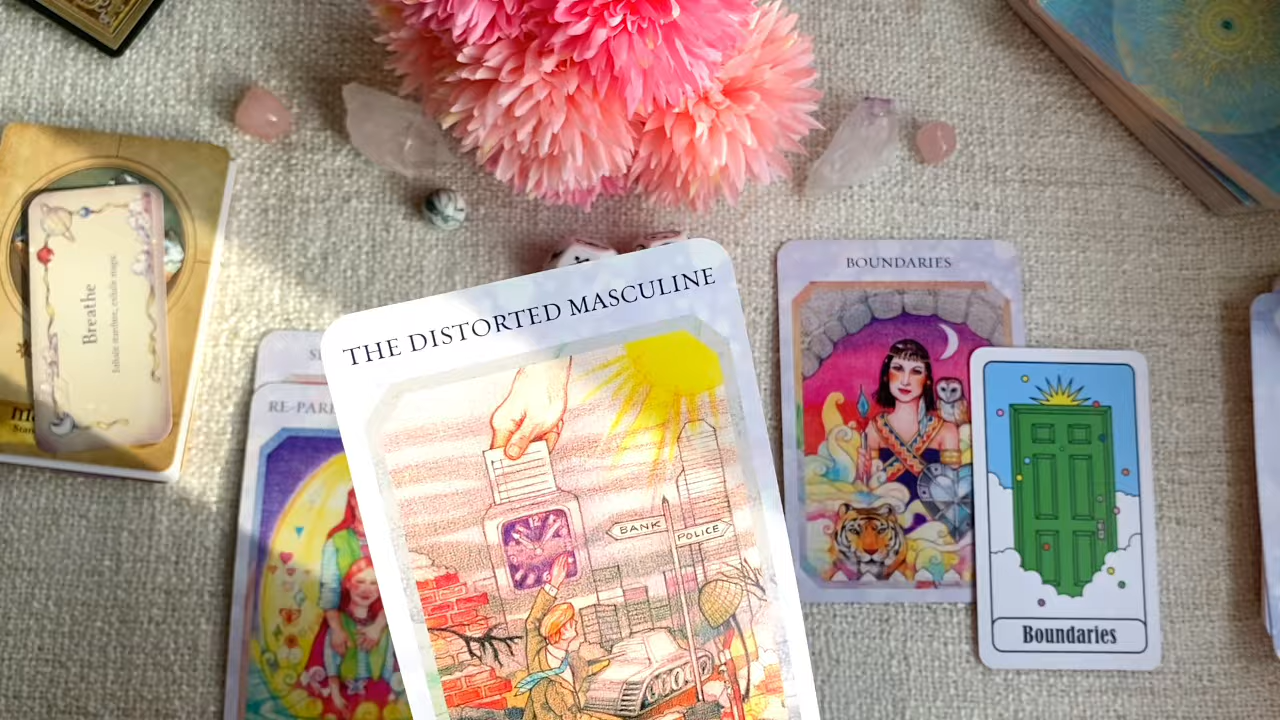 THE DISTORTED MASCULINE
BANK
POLICE
BOUNDARIES
Boundaries
Breathe
RE-PARE